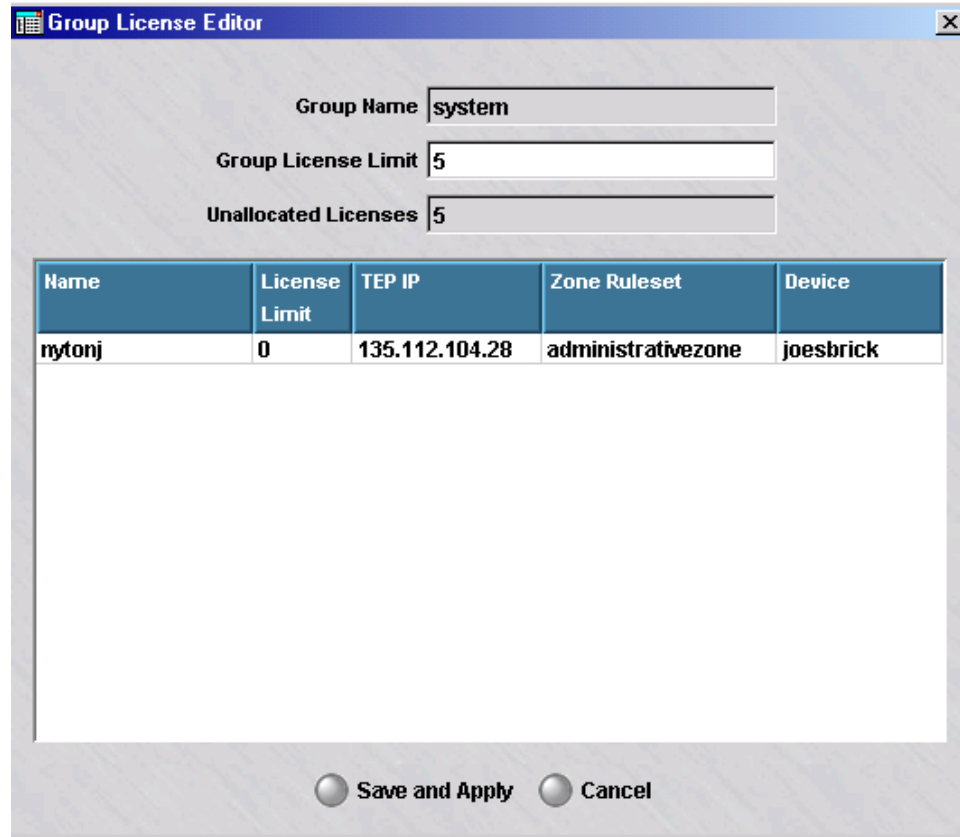 Group License Editor
Group Name system
Group License Limit 5
Unallocated Licenses 5
Name License Limit TEP IP Zone Ruleset Device
nytonj 0 135.112.104.28 administrativezone joesbrick
Save and Apply Cancel